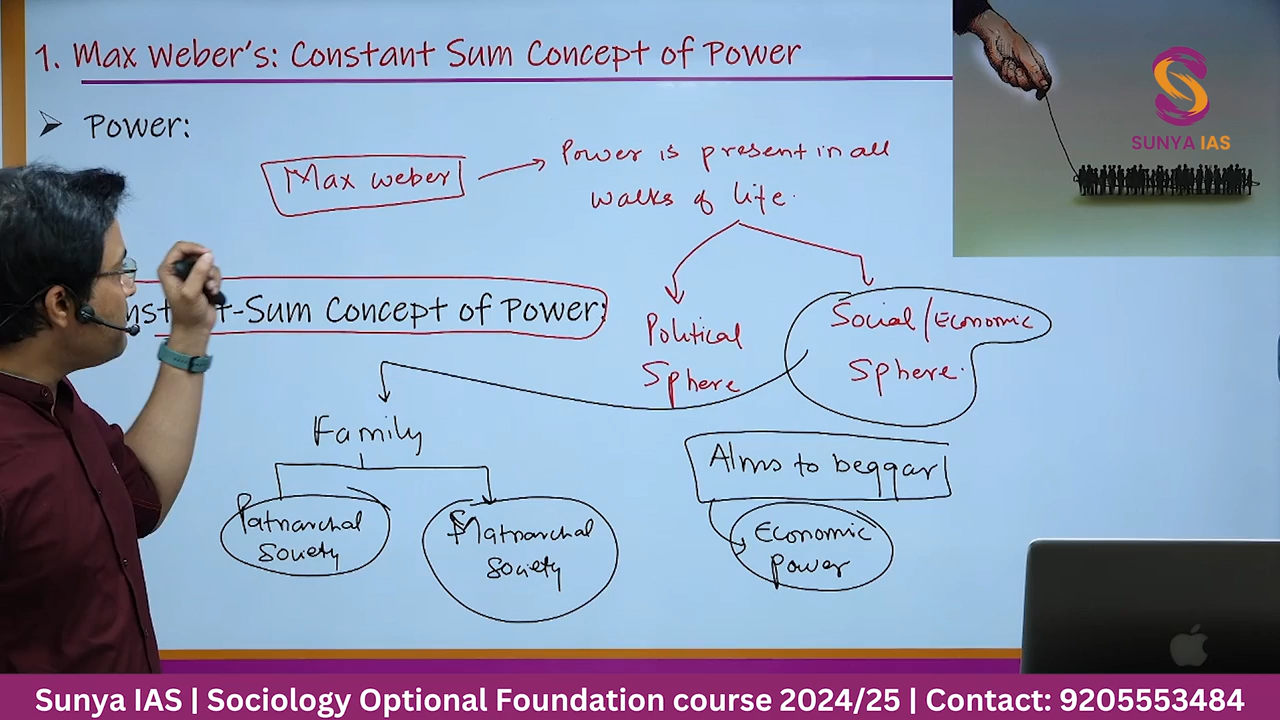 1. Max Weber's: Constant Sum Concept of Power
➤ Power:
SUNYA IAS
Max weber
Power is present in all
walks of life.
-Sum Concept of Power:
Political
Sphere
Social/Economic
Sphere.
Family
Alms to beggar
Patriarchal
Society
Matriarchal
Society
Economic
Power
Sunya IAS | Sociology Optional Foundation course 2024/25 | Contact: 9205553484